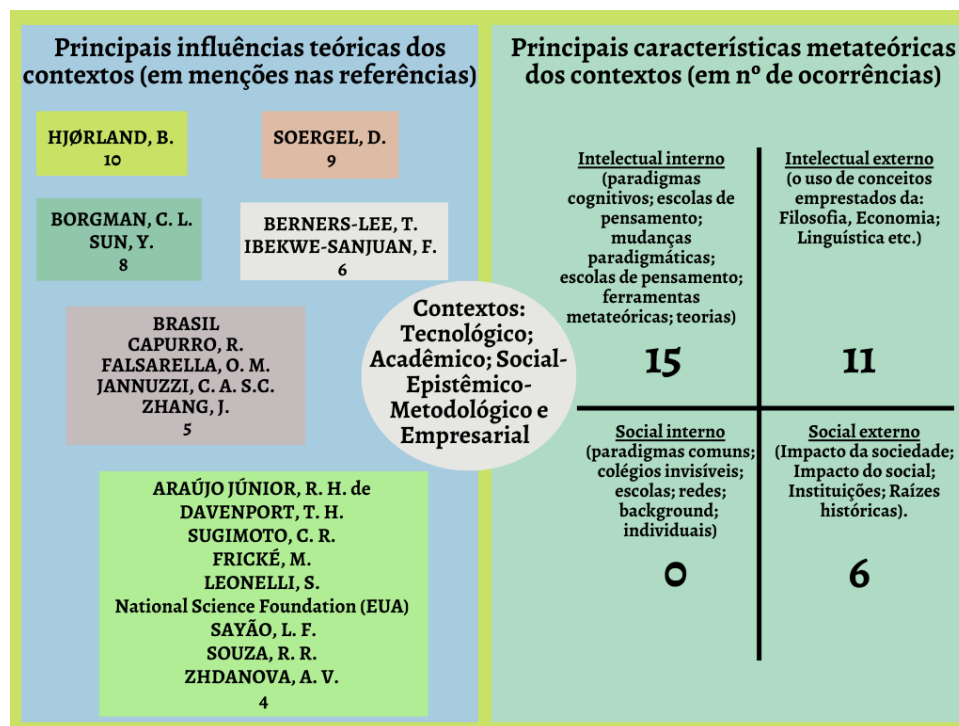 Principais influências teóricas dos
contextos (em menções nas referências)
HJØRLAND, B.
10
SOERGEL, D.
9
BORGMAN, C. L.
SUN, Y.
8
BERNERS-LEE, T.
IBEKWE-SANJUAN, F.
6
BRASIL
CAPURRO, R.
FALSARELLA, O. M.
JANNUZZI, C. A. S.C.
ZHANG, J.
5
ARAÚJO JÚNIOR, R. H. de
DAVENPORT, T. H.
SUGIMOTO, C. R.
FRICKÉ, M.
LEONELLI, S.
National Science Foundation (EUA)
SAYÃO, L. F.
SOUZA, R. R.
ZHDANOVA, A. V.
4
Contextos:
Tecnológico;
Acadêmico; Social-
Epistêmico-
Metodológico e
Empresarial
Principais características metateóricas
dos contextos (em nº de ocorrências)
Intelectual interno
(paradigmas
cognitivos; escolas de
pensamento;
mudanças
paradigmáticas;
escolas de pensamento;
ferramentas
metateóricas; teorias)
15
Intelectual externo
(o uso de conceitos
emprestados da:
Filosofia, Economia;
Linguística etc.)
11
Social interno
(paradigmas comuns;
colégios invisíveis;
escolas; redes;
background;
individuais)
0
Social externo
(Impacto da sociedade;
Impacto do social;
Instituições; Raízes
históricas).
6